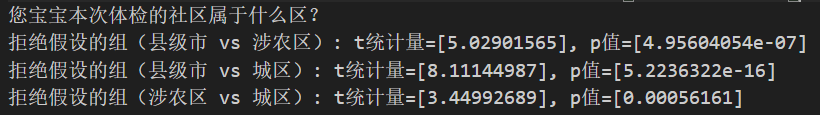 您宝宝本次体检的社区属于什么区？
拒绝假设的组（县级市 vs 涉农区）: t统计量=[5.02901565], p值=[4.95604054e-07]
拒绝假设的组（县级市 vs 城区）: t统计量=[8.11144987], p值=[5.2236322e-16]
拒绝假设的组（涉农区 vs 城区）: t统计量=[3.44992689], p值=[0.00056161]